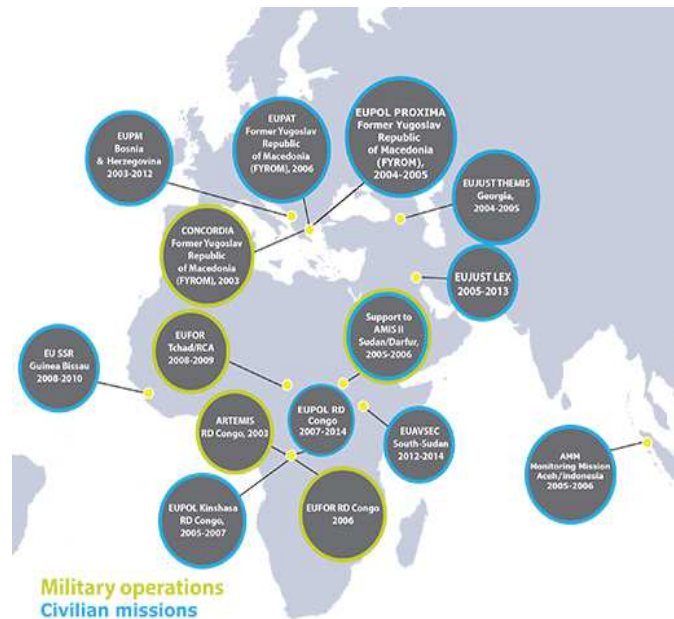 EUPM
Bosnia
& Herzegovina
2003-2012
EUPAT
Former Yugoslav
Republic
of Macedonia
(FYROM), 2006
EUPOL PROXIMA
Former Yugoslav
Republic
of Macedonia
(FYROM),
2004-2005
EUJUST THEMIS
Georgia,
2004-2005
CONCORDIA
Former Yugoslav
Republic
of Macedonia
(FYROM), 2003
EUJUST LEX
2005-2013
EUFOR
Tchad/RCA
2008-2009
Support to
AMIS II
Sudan/Darfur,
2005-2006
EU SSR
Guinea Bissau
2008-2010
ARTEMIS
RD Congo, 2003
EUPOL RD
Congo
2007-2014
EUAVSEC
South-Sudan
2012-2014
AMM
Monitoring Mission
Aceh/indonesia
2005-2006
EUPOL Kinshasa
RD Congo,
2005-2007
EUFOR RD Congo
2006
Military operations
Civilian missions